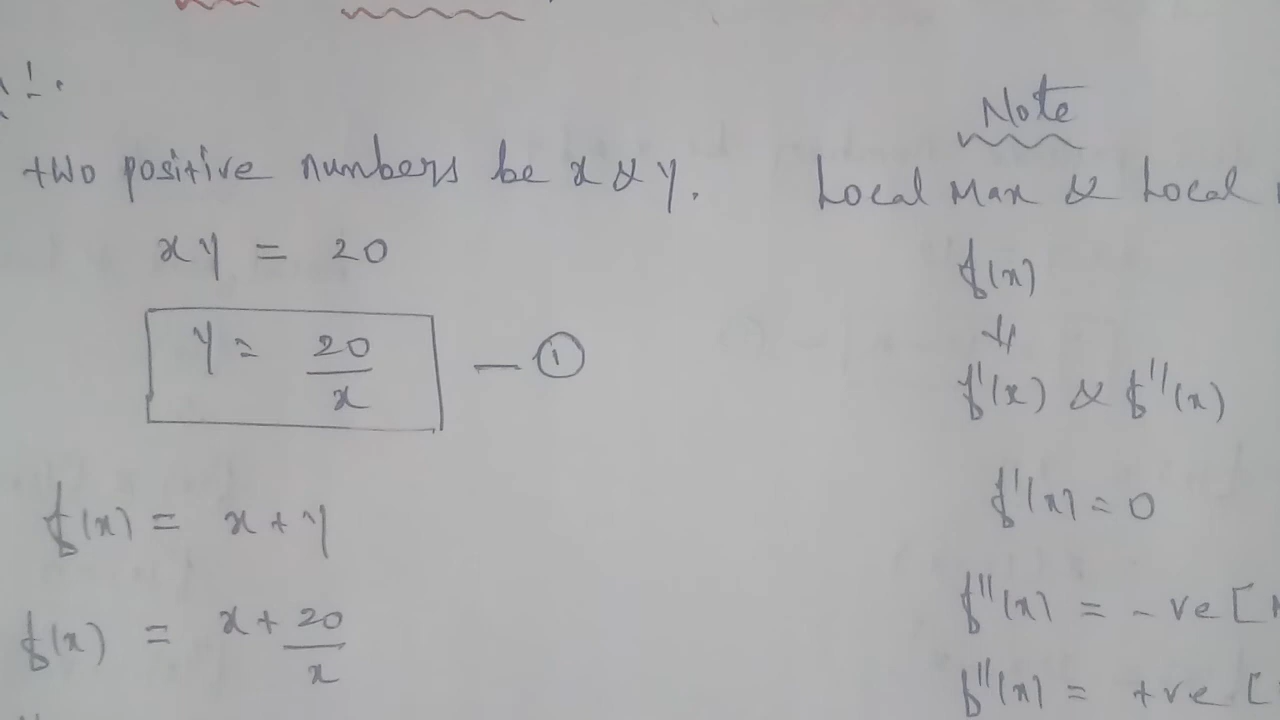 two positive numbers be x & y.
xy = 20
y = 20/x — ①
f(x) = x + y
f(x) = x + 20/x
Note
Local Max & Local
f(x)
f'(x) & f''(x)
f'(x) = 0
f''(x) = -ve [
f''(x) = +ve [